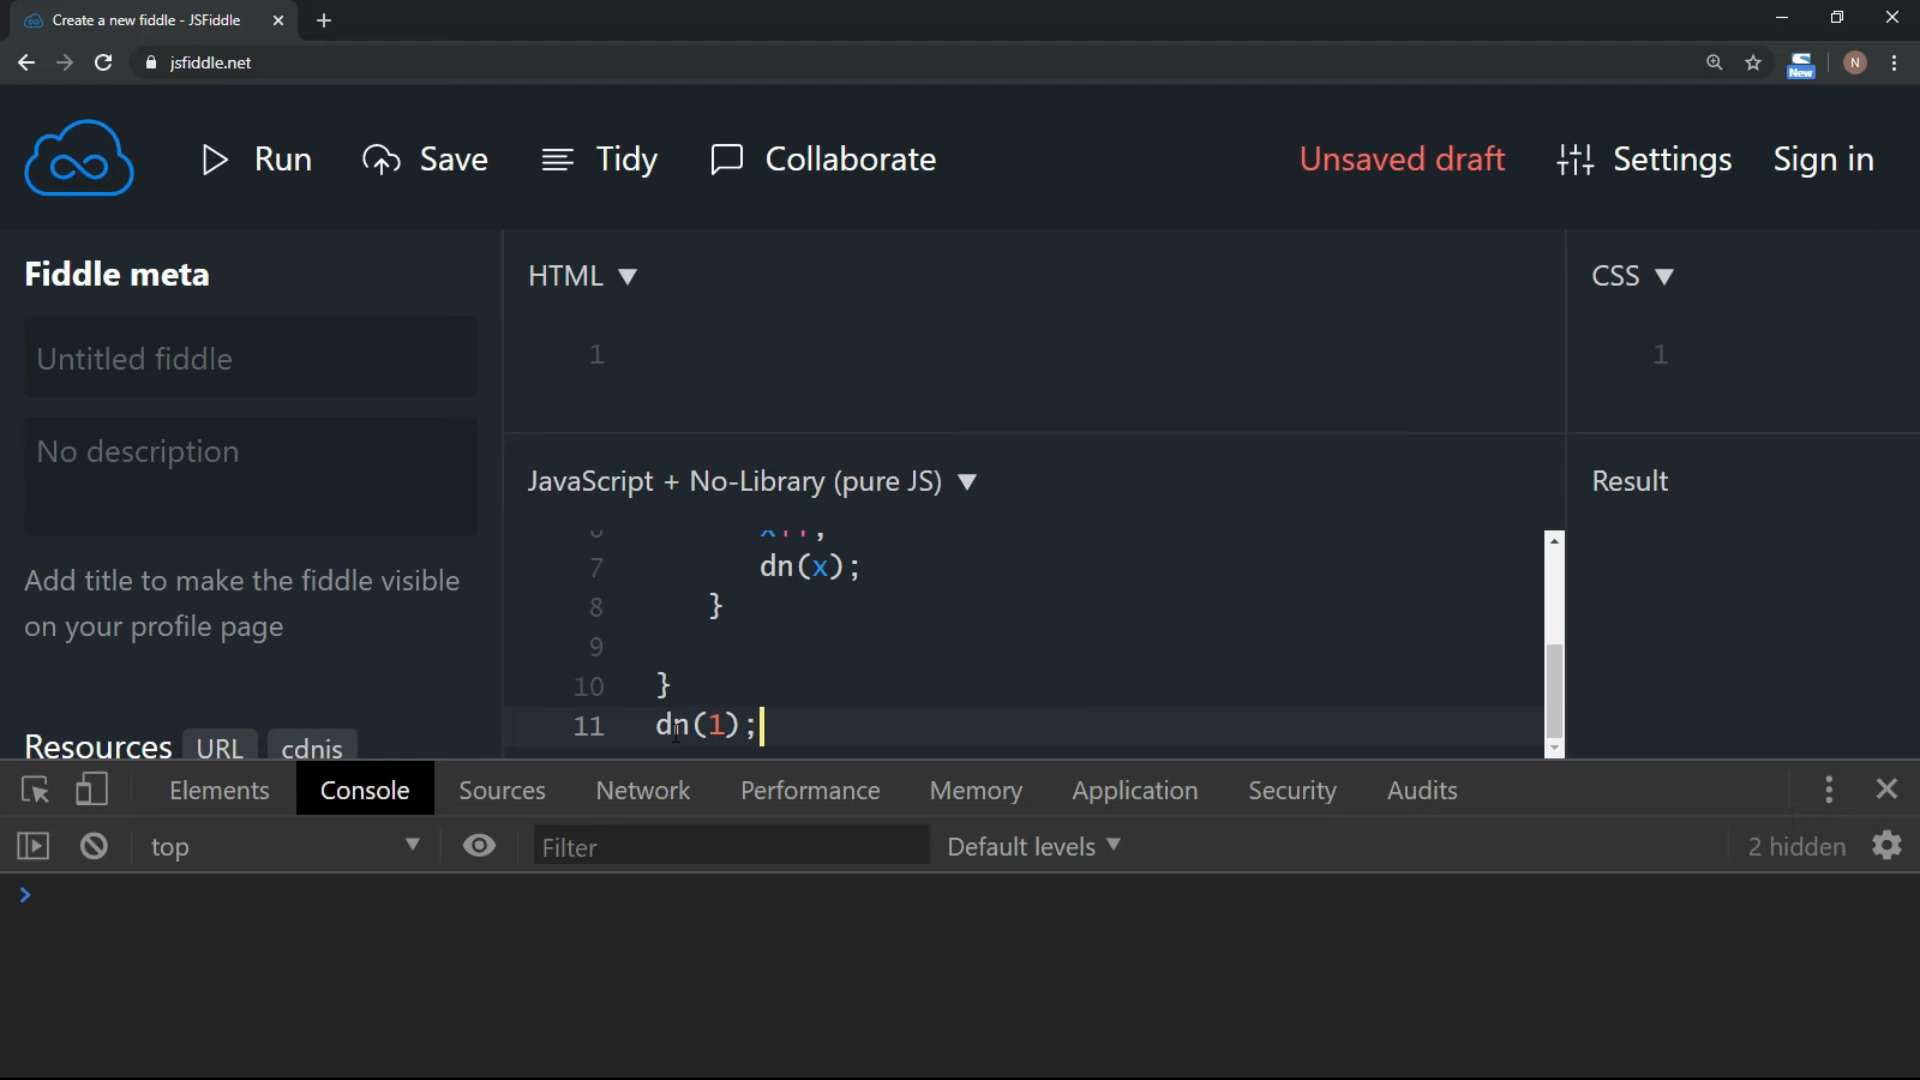 Create a new fiddle - JSFiddle
jsfiddle.net
New
N
Run
Save
Tidy
Collaborate
Unsaved draft
Settings
Sign in
Fiddle meta
Untitled fiddle
No description
Add title to make the fiddle visible
on your profile page
Resources URL cdnjs
HTML ▼
1
CSS ▼
1
JavaScript + No-Library (pure JS) ▼
7 dn(x);
8 }
9
10 }
11 dn(1);
Result
Elements Console Sources Network Performance Memory Application Security Audits
top ▼ Filter Default levels ▼ 2 hidden